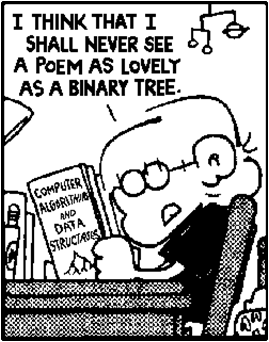 I THINK THAT I
SHALL NEVER SEE
A POEM AS LOVELY
AS A BINARY TREE.
COMPUTER
ALGORITHMS
AND
DATA
STRUCTURES